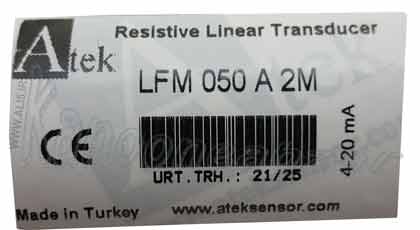 Atek
Resistive Linear Transducer
LFM 050 A 2M
CE
URT.TRH.: 21/25
4-20 mA
Made in Turkey
www.ateksensor.com